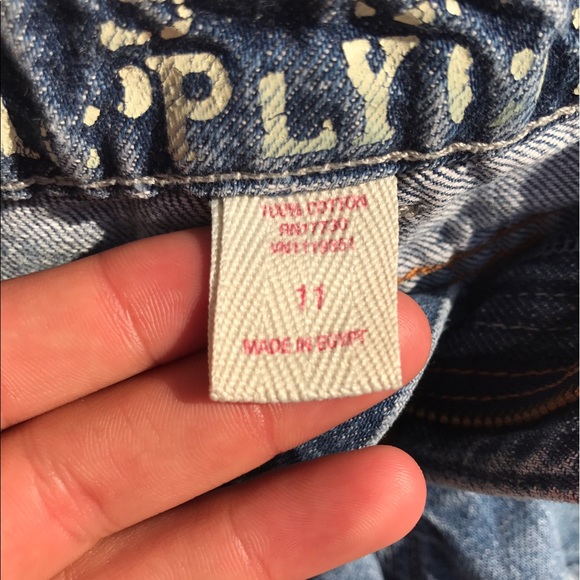 PLY
100% COTTON
RN17730
11
MADE IN EGYPT